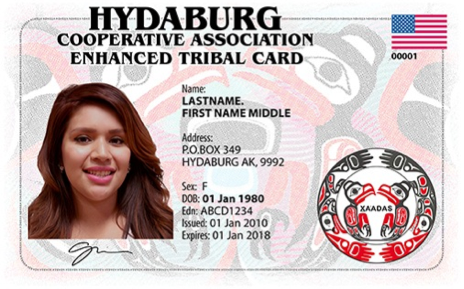 HYDABURG
COOPERATIVE ASSOCIATION
ENHANCED TRIBAL CARD
00001
Name:
LASTNAME.
FIRST NAME MIDDLE
Address:
P.O.BOX 349
HYDABURG AK, 9992
Sex: F
DOB: 01 Jan 1980
Edn: ABCD1234
Issued: 01 Jan 2010
Expires: 01 Jan 2018
XAADAS